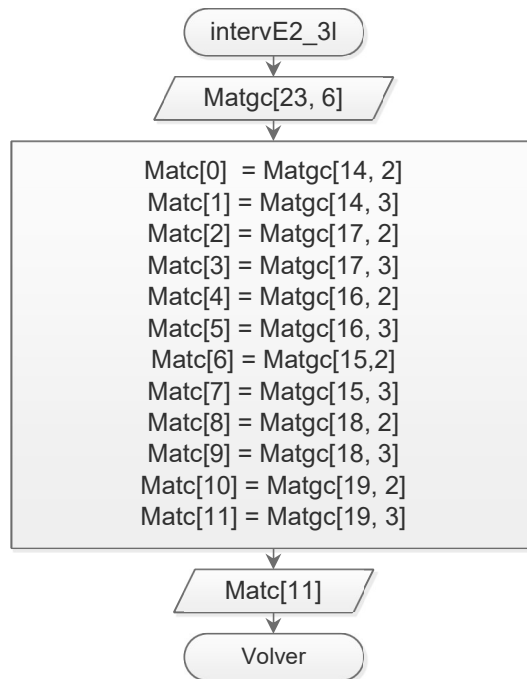 intervE2_3l
Matgc[23, 6]
Matc[0]  = Matgc[14, 2]
Matc[1] = Matgc[14, 3]
Matc[2] = Matgc[17, 2]
Matc[3] = Matgc[17, 3]
Matc[4] = Matgc[16, 2]
Matc[5] = Matgc[16, 3]
Matc[6] = Matgc[15,2]
Matc[7] = Matgc[15, 3]
Matc[8] = Matgc[18, 2]
Matc[9] = Matgc[18, 3]
Matc[10] = Matgc[19, 2]
Matc[11] = Matgc[19, 3]
Matc[11]
Volver